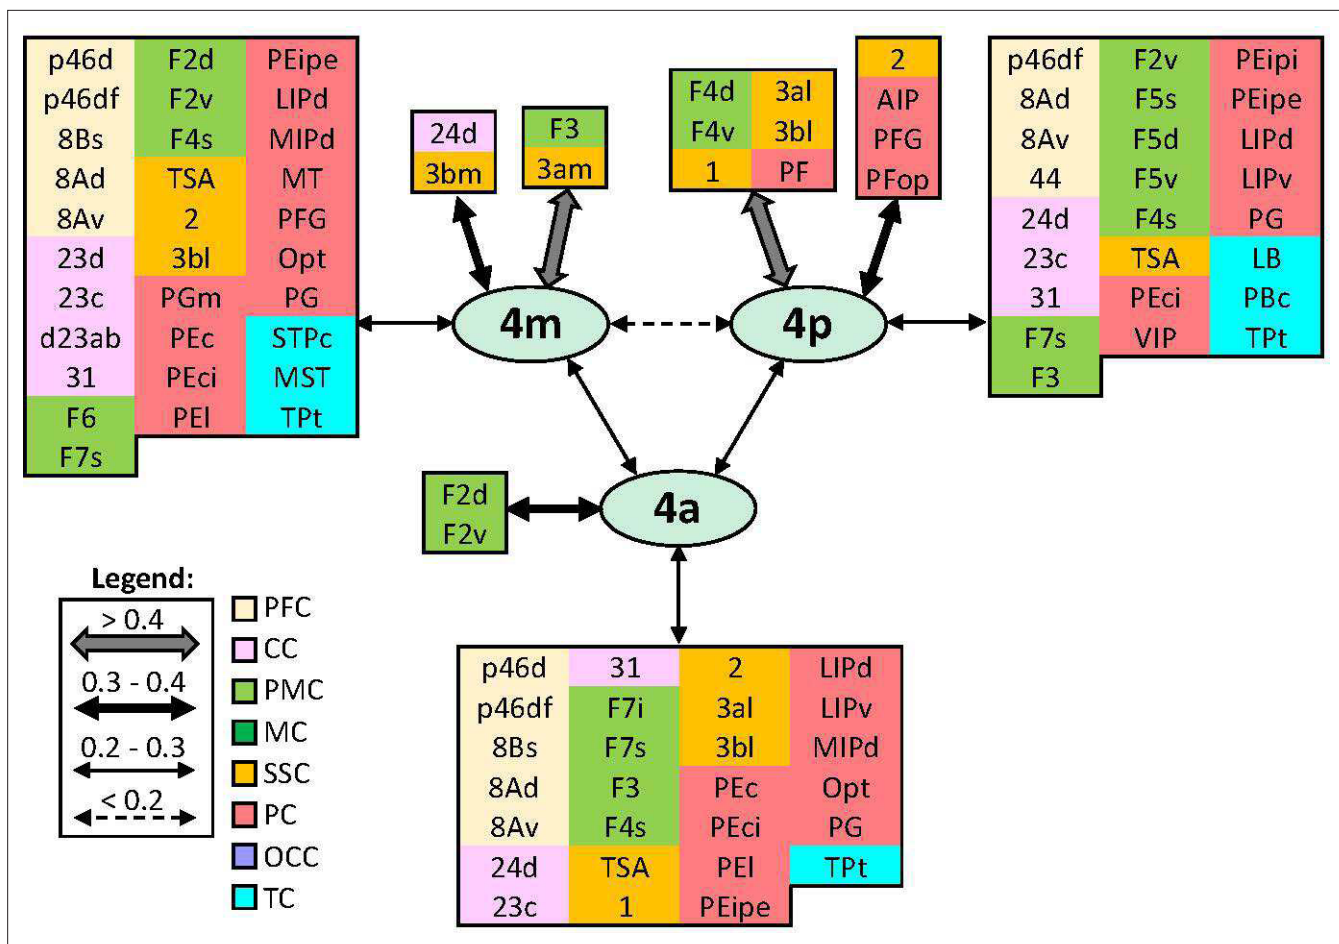 p46d F2d PEipe
p46df F2v LIPd
8Bs F4s MIPd
8Ad TSA MT
8Av 2 PFG
23d 3bl Opt
23c PGm PG
d23ab PEc STPc
31 PEci MST
F6 PEl TPt
F7s
24d
3bm
F3
3am
F4d 3al
F4v 3bl
1 PF
2
AIP
PFG
PFop
p46df F2v PEipi
8Ad F5s PEipe
8Av F5d LIPd
44 F5v LIPv
24d F4s PG
23c TSA LB
31 PEci PBc
F7s VIP TPt
F3
4m
4p
4a
F2d
F2v
Legend:
> 0.4
0.3 - 0.4
0.2 - 0.3
< 0.2
PFC
CC
PMC
MC
SSC
PC
OCC
TC
p46d 31 2 LIPd
p46df F7i 3al LIPv
8Bs F7s 3bl MIPd
8Ad F3 PEc Opt
8Av F4s PEci PG
24d TSA PEl TPt
23c 1 PEipe